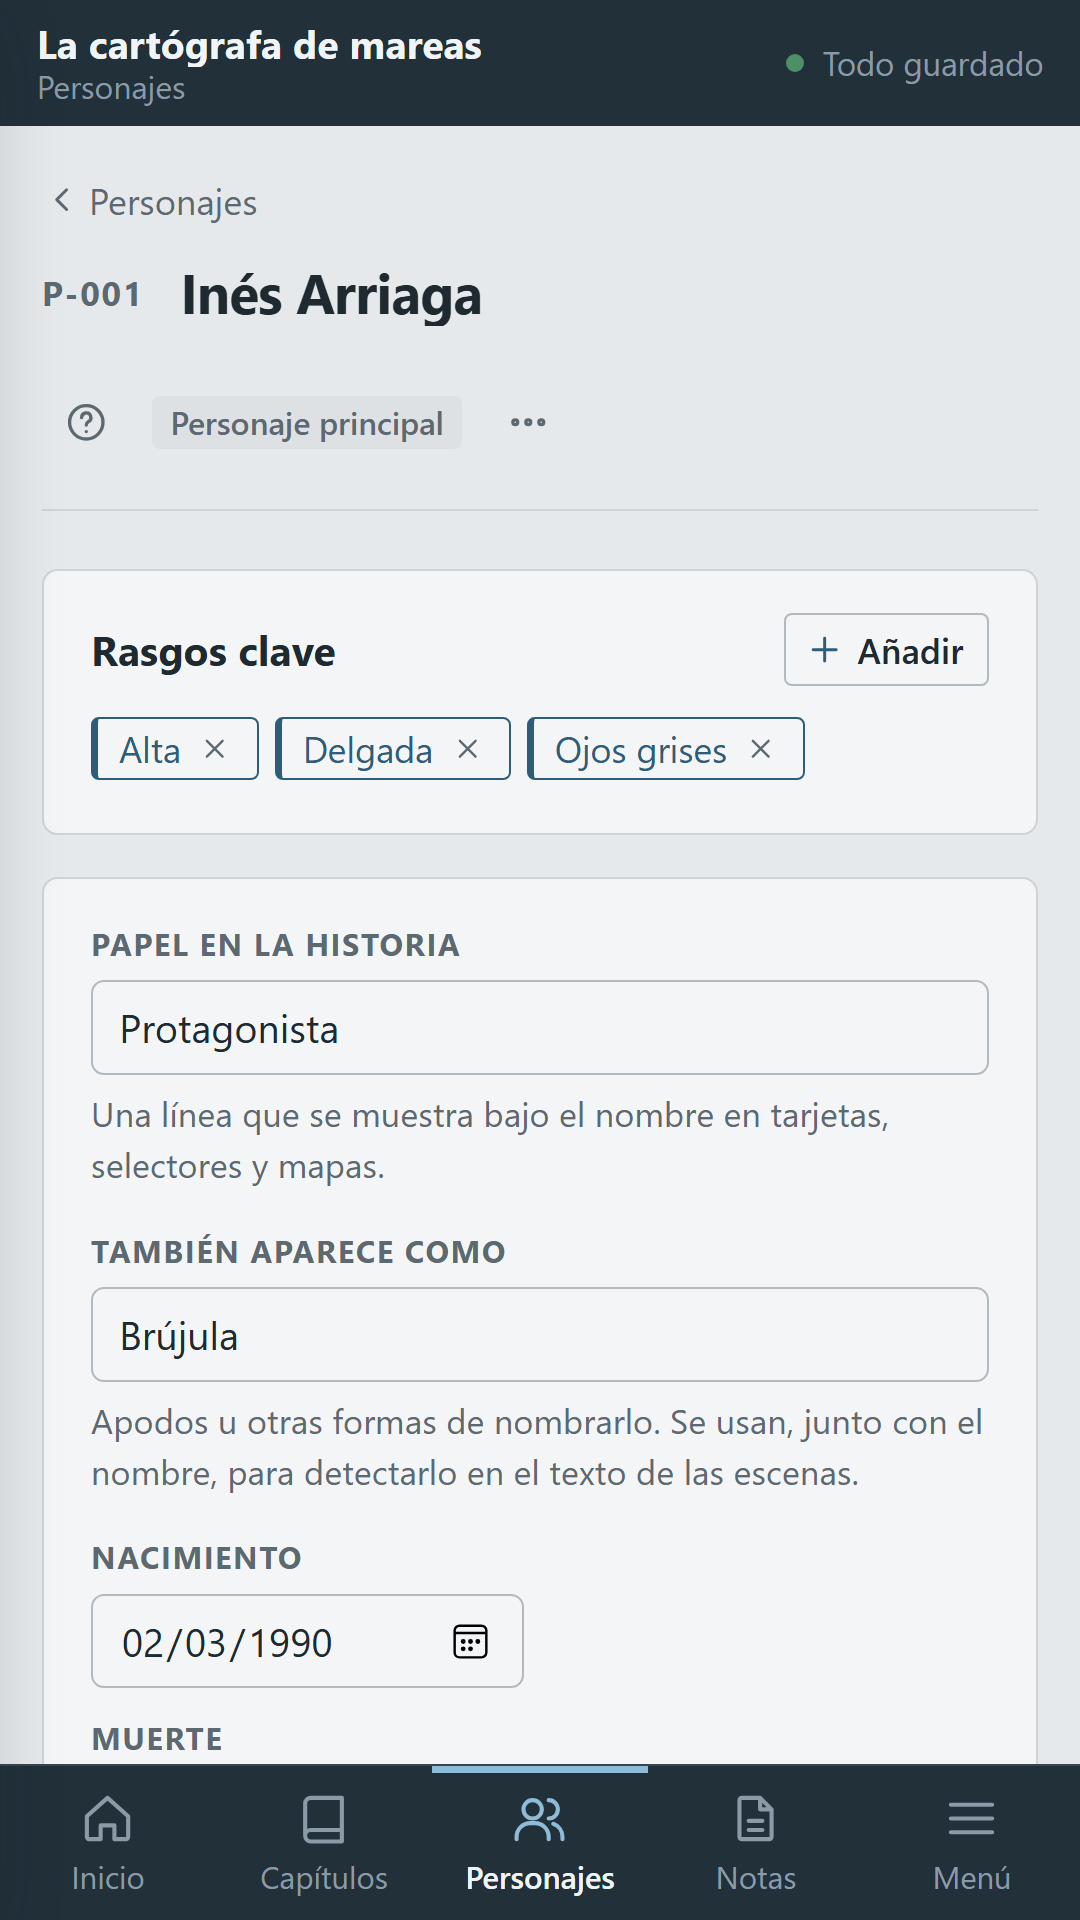 La cartógrafa de mareas
Personajes
Todo guardado
Personajes
P-001 Inés Arriaga
Personaje principal
Rasgos clave
Añadir
Alta
Delgada
Ojos grises
PAPEL EN LA HISTORIA
Protagonista
Una línea que se muestra bajo el nombre en tarjetas,
selectores y mapas.
TAMBIÉN APARECE COMO
Brújula
Apodos u otras formas de nombrarlo. Se usan, junto con el
nombre, para detectarlo en el texto de las escenas.
NACIMIENTO
02/03/1990
MUERTE
Inicio
Capítulos
Personajes
Notas
Menú